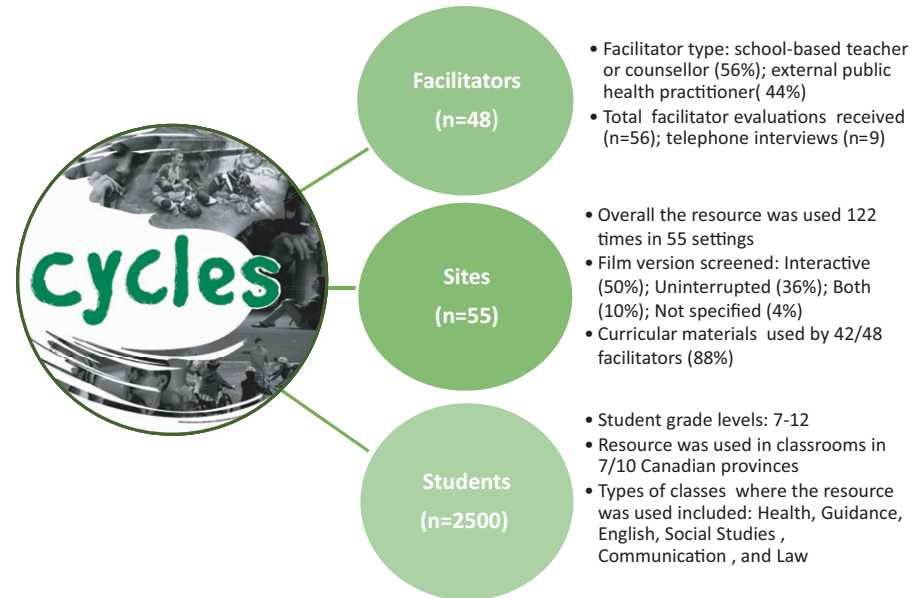 cycles
Facilitators
(n=48)
• Facilitator type: school-based teacher
or counsellor (56%); external public
health practitioner( 44%)
• Total facilitator evaluations received
(n=56); telephone interviews (n=9)
Sites
(n=55)
• Overall the resource was used 122
times in 55 settings
• Film version screened: Interactive
(50%); Uninterrupted (36%); Both
(10%); Not specified (4%)
• Curricular materials used by 42/48
facilitators (88%)
Students
(n=2500)
• Student grade levels: 7-12
• Resource was used in classrooms in
7/10 Canadian provinces
• Types of classes where the resource
was used included: Health, Guidance,
English, Social Studies ,
Communication , and Law